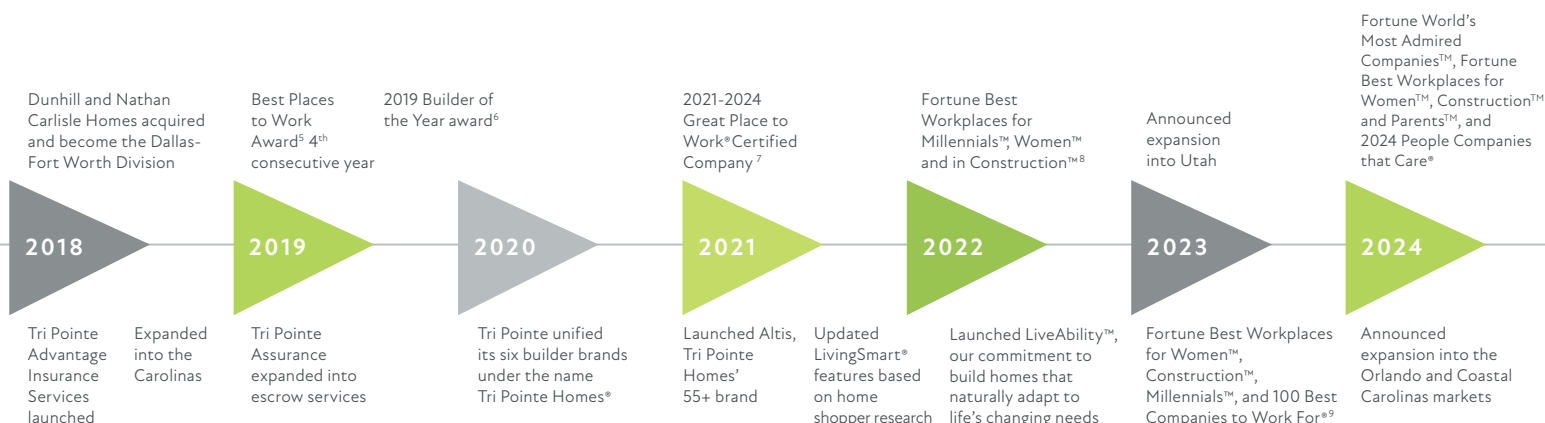 Dunhill and Nathan
Carlisle Homes acquired
and become the Dallas-
Fort Worth Division
2018
Tri Pointe
Advantage
Insurance
Services
launched
Expanded
into the
Carolinas
Best Places
to Work
Award⁵ 4ᵗʰ
consecutive year
2019
Tri Pointe
Assurance
expanded into
escrow services
2019 Builder of
the Year award⁶
2020
Tri Pointe unified
its six builder brands
under the name
Tri Pointe Homes®
2021-2024
Great Place to
Work® Certified
Company ⁷
2021
Launched Altis,
Tri Pointe
Homes’
55+ brand
Updated
LivingSmart®
features based
on home
shopper research
Fortune Best
Workplaces for
Millennials™, Women™
and in Construction™⁸
2022
Launched LiveAbility™,
our commitment to
build homes that
naturally adapt to
life’s changing needs
Announced
expansion
into Utah
2023
Fortune Best Workplaces
for Women™,
Construction™,
Millennials™, and 100 Best
Companies to Work For®⁹
Fortune World’s
Most Admired
Companies™, Fortune
Best Workplaces for
Women™, Construction™
and Parents™, and
2024 People Companies
that Care®
2024
Announced
expansion into the
Orlando and Coastal
Carolinas markets